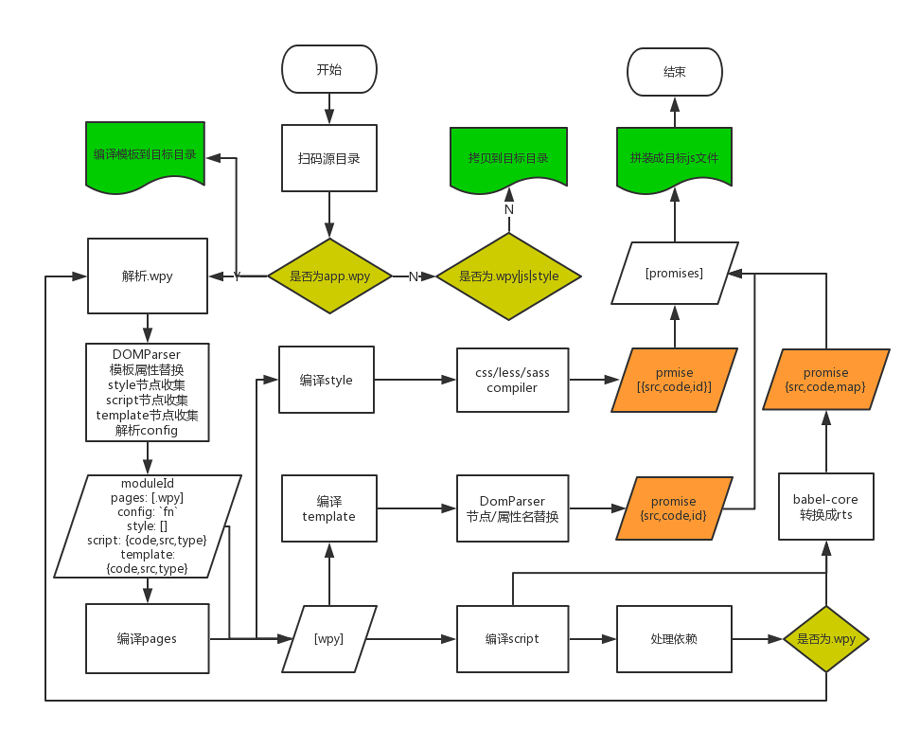 开始
结束
编译模板到目标目录
扫码源目录
拷贝到目标目录
拼装成目标js文件
N
解析.wpy
Y
是否为app.wpy
N
是否为.wpy|js|style
[promises]
DOMParser
模板属性替换
style节点收集
script节点收集
template节点收集
解析config
编译style
css/less/sass
compiler
prmise
[{src,code,id}]
promise
{src,code,map}
moduleId
pages: [.wpy]
config: `fn`
style: []
script: {code,src,type}
template:
{code,src,type}
编译
template
DomParser
节点/属性名替换
promise
{src,code,id}
babel-core
转换成rts
编译pages
[wpy]
编译script
处理依赖
是否为.wpy